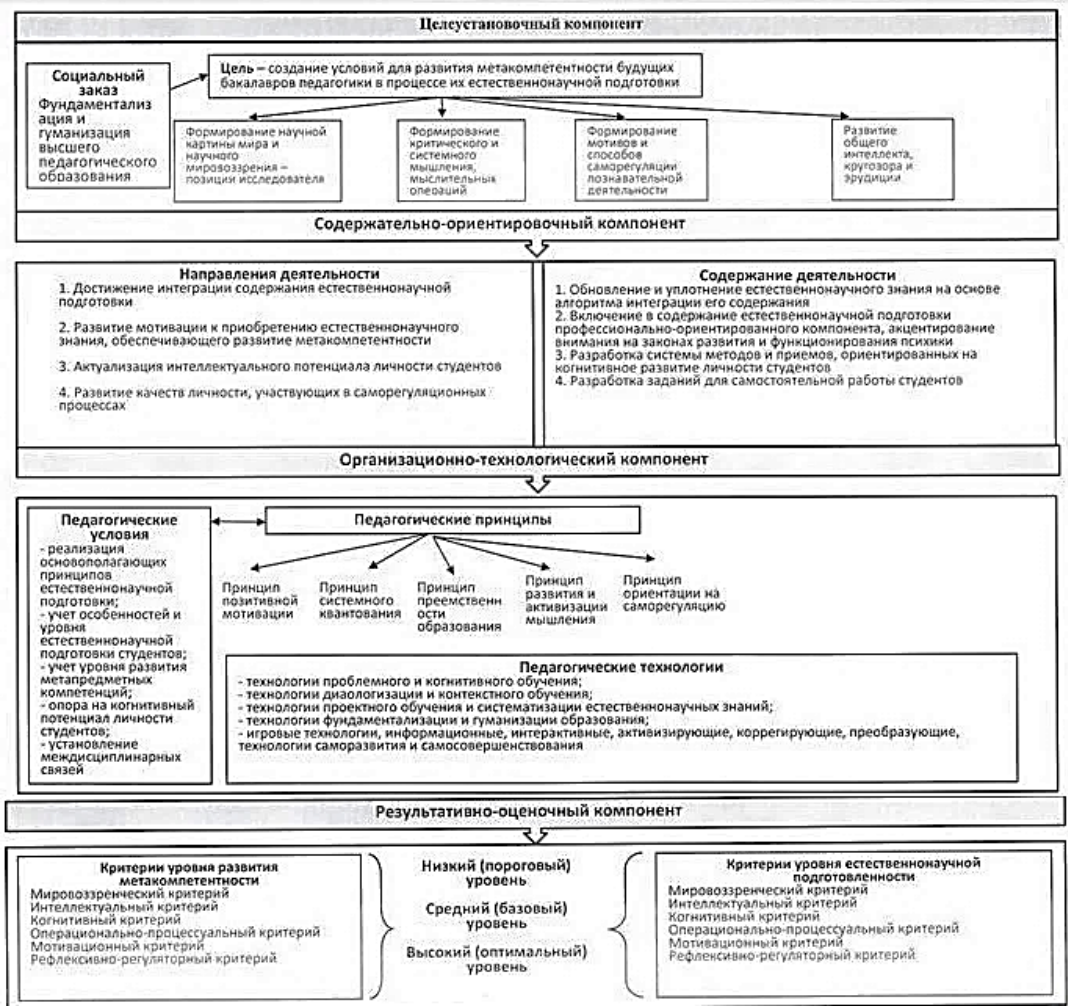 Целеустановочный компонент
Социальный
заказ
Фундаментализ
ация и
гуманизация
высшего
педагогического
образования
Цель – создание условий для развития метакомпетентности будущих
бакалавров педагогики в процессе их естественнонаучной подготовки
Формирование научной
картины мира и
научного
мировоззрения –
позиции исследователя
Формирование
критического и
системного
мышления,
мыслительных
операций
Формирование
мотивов и
способов
саморегуляции
познавательной
деятельности
Развитие
общего
интеллекта,
кругозора и
эрудиции
Содержательно-ориентировочный компонент
Направления деятельности
1. Достижение интеграции содержания естественнонаучной
подготовки
2. Развитие мотивации к приобретению естественнонаучного
знания, обеспечивающего развитие метакомпетентности
3. Актуализация интеллектуального потенциала личности студентов
4. Развитие качеств личности, участвующих в саморегуляционных
процессах
Содержание деятельности
1. Обновление и уплотнение естественнонаучного знания на основе
алгоритма интеграции его содержания
2. Включение в содержание естественнонаучной подготовки
профессионально-ориентированного компонента, акцентирование
внимания на законах развития и функционирования психики
3. Разработка системы методов и приемов, ориентированных на
когнитивное развитие личности студентов
4. Разработка заданий для самостоятельной работы студентов
Организационно-технологический компонент
Педагогические
условия
- реализация
основополагающих
принципов
естественнонаучной
подготовки;
- учет особенностей и
уровня
естественнонаучной
подготовки студентов;
- учет уровня развития
метапредметных
компетенций;
- опора на когнитивный
потенциал личности
студентов;
- установление
междисциплинарных
связей
Педагогические принципы
Принцип
позитивной
мотивации
Принцип
системного
квантования
Принцип
преемственн
ости
образования
Принцип
развития и
активизации
мышления
Принцип
ориентации на
саморегуляцию
Педагогические технологии
- технологии проблемного и когнитивного обучения;
- технологии диаологизации и контекстного обучения;
- технологии проектного обучения и систематизации естественнонаучных знаний;
- технологии фундаментализации и гуманизации образования;
- игровые технологии, информационные, интерактивные, активизирующие, коррегирующие, преобразующие,
технологии саморазвития и самосовершенствования
Результативно-оценочный компонент
Критерии уровня развития
метакомпетентности
Мировоззренческий критерий
Интеллектуальный критерий
Когнитивный критерий
Операционально-процессуальный критерий
Мотивационный критерий
Рефлексивно-регуляторный критерий
Низкий (пороговый)
уровень
Средний (базовый)
уровень
Высокий (оптимальный)
уровень
Критерии уровня естественнонаучной
подготовленности
Мировоззренческий критерий
Интеллектуальный критерий
Когнитивный критерий
Операционально-процессуальный критерий
Мотивационный критерий
Рефлексивно-регуляторный критерий